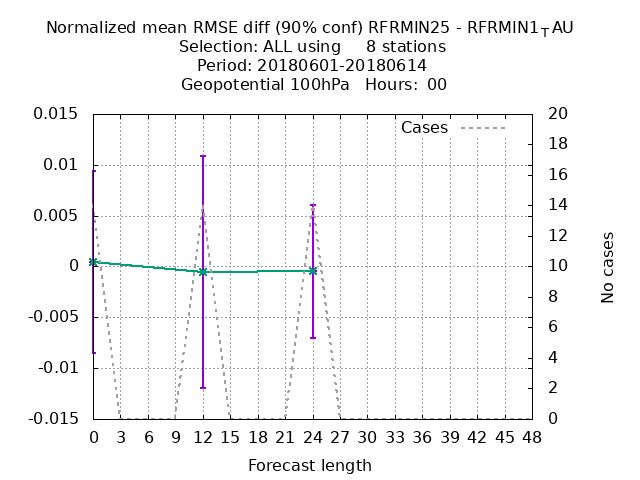 Normalized mean RMSE diff (90% conf) RFRMIN25 - RFRMIN1_TAU
Selection: ALL using     8 stations
Period: 20180601-20180614
Geopotential 100hPa   Hours:  00
0.015
0.01
0.005
0
-0.005
-0.01
-0.015
Cases
20
18
16
14
12
10
8
6
4
2
0
No cases
0 3 6 9 12 15 18 21 24 27 30 33 36 39 42 45 48
Forecast length